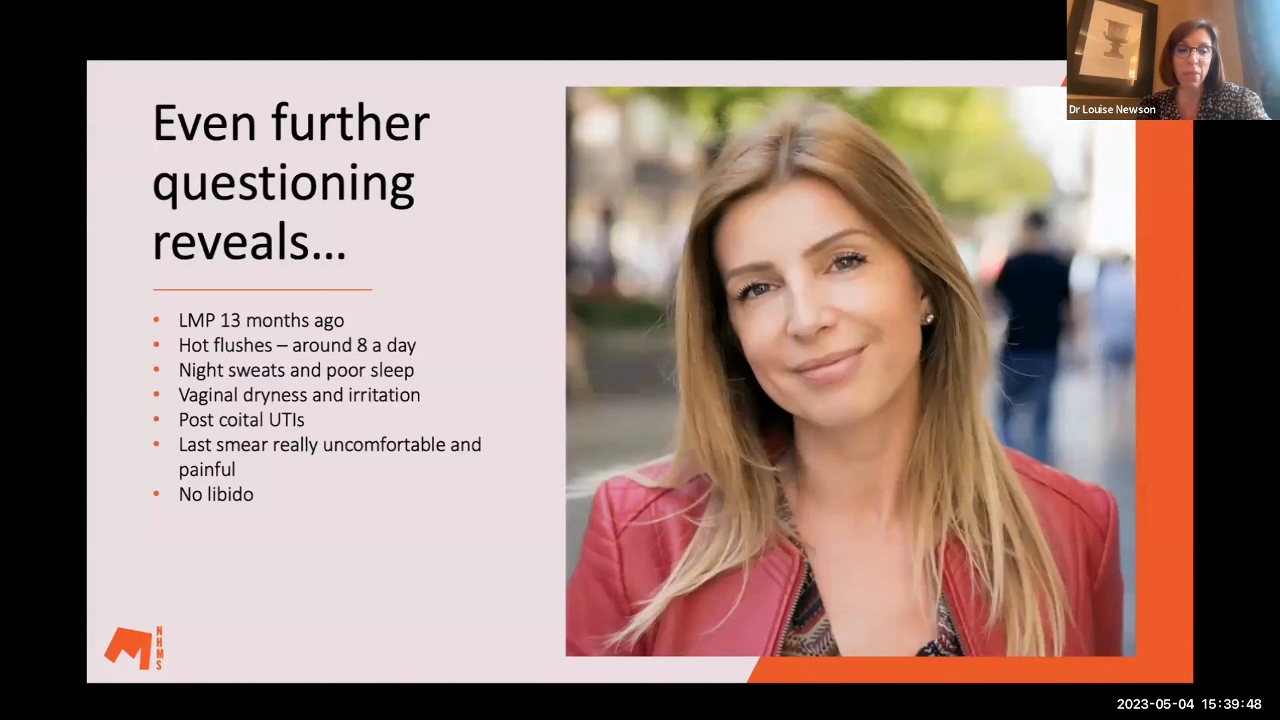 Even further
questioning
reveals...
• LMP 13 months ago
• Hot flushes – around 8 a day
• Night sweats and poor sleep
• Vaginal dryness and irritation
• Post coital UTIs
• Last smear really uncomfortable and
painful
• No libido
NHMS
Dr Louise Newson
2023-05-04 15:39:48